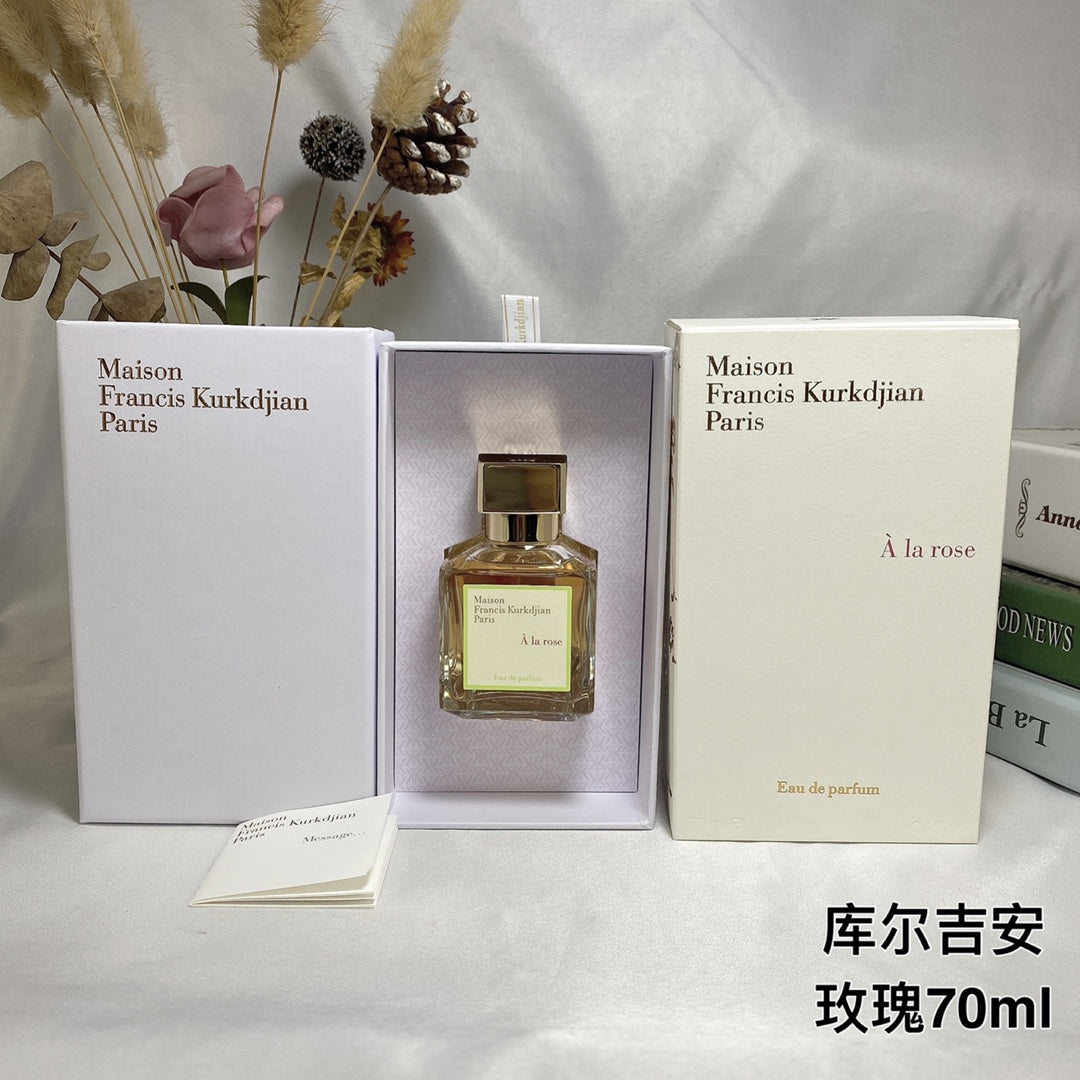 Maison
Francis Kurkdjian
Paris
Kurkdjian
Maison
Francis Kurkdjian
Paris
À la rose
Eau de parfum
Maison
Francis Kurkdjian
Paris
À la rose
Eau de parfum
Maison
Francis Kurkdjian
Paris
Message...
OD NEWS
La B
库尔吉安
玫瑰70ml